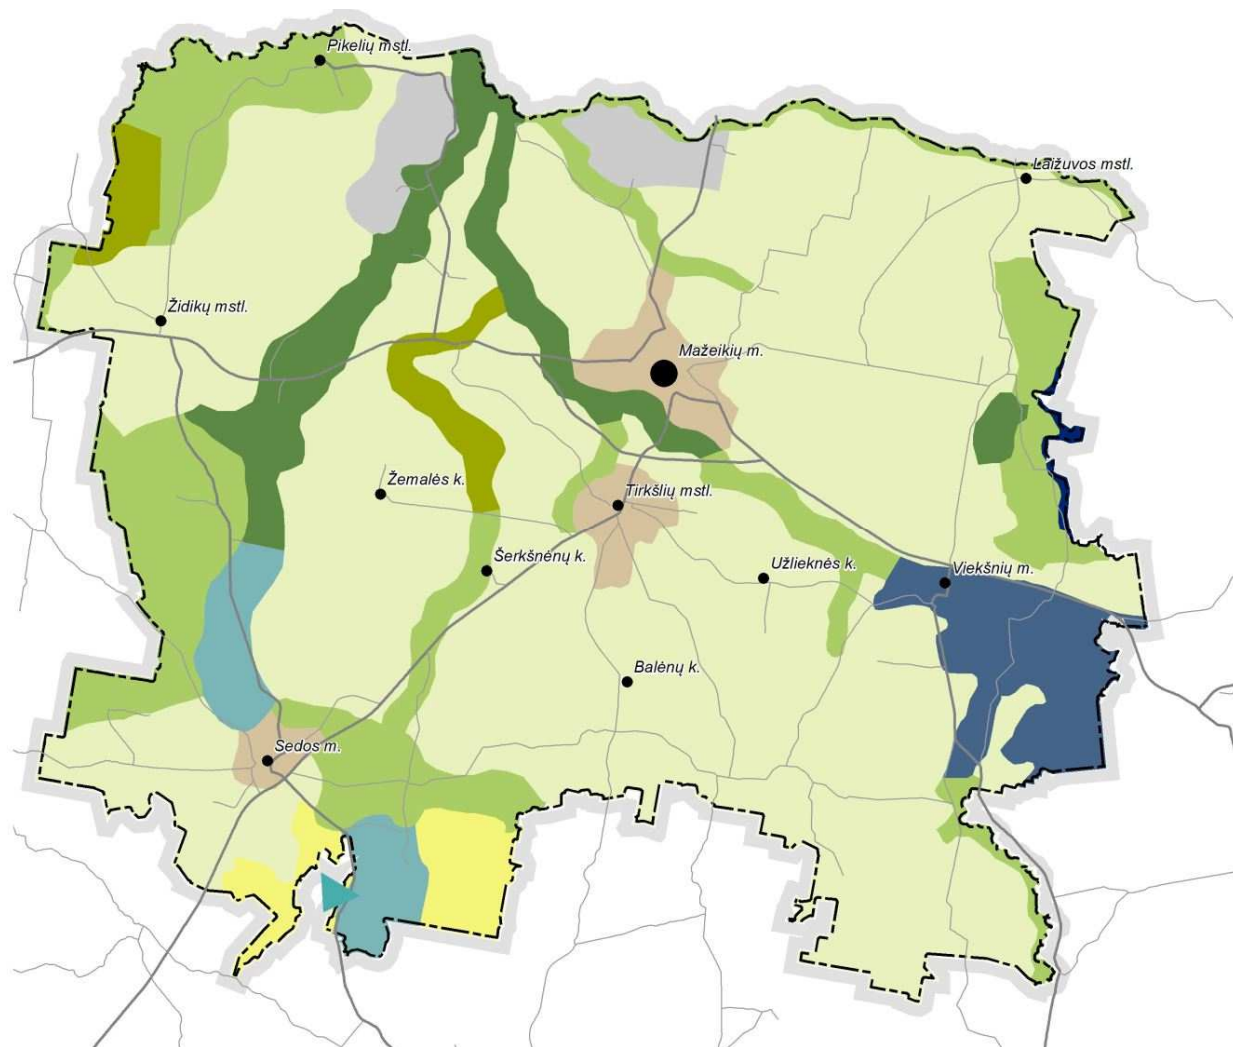 Pikelių mstl.
Laižuvos mstl.
Židikų mstl.
Mažeikių m.
Žemalės k.
Tirkšlių mstl.
Šerkšnėnų k.
Užlieknės k.
Viekšnių m.
Balėnų k.
Sedos m.